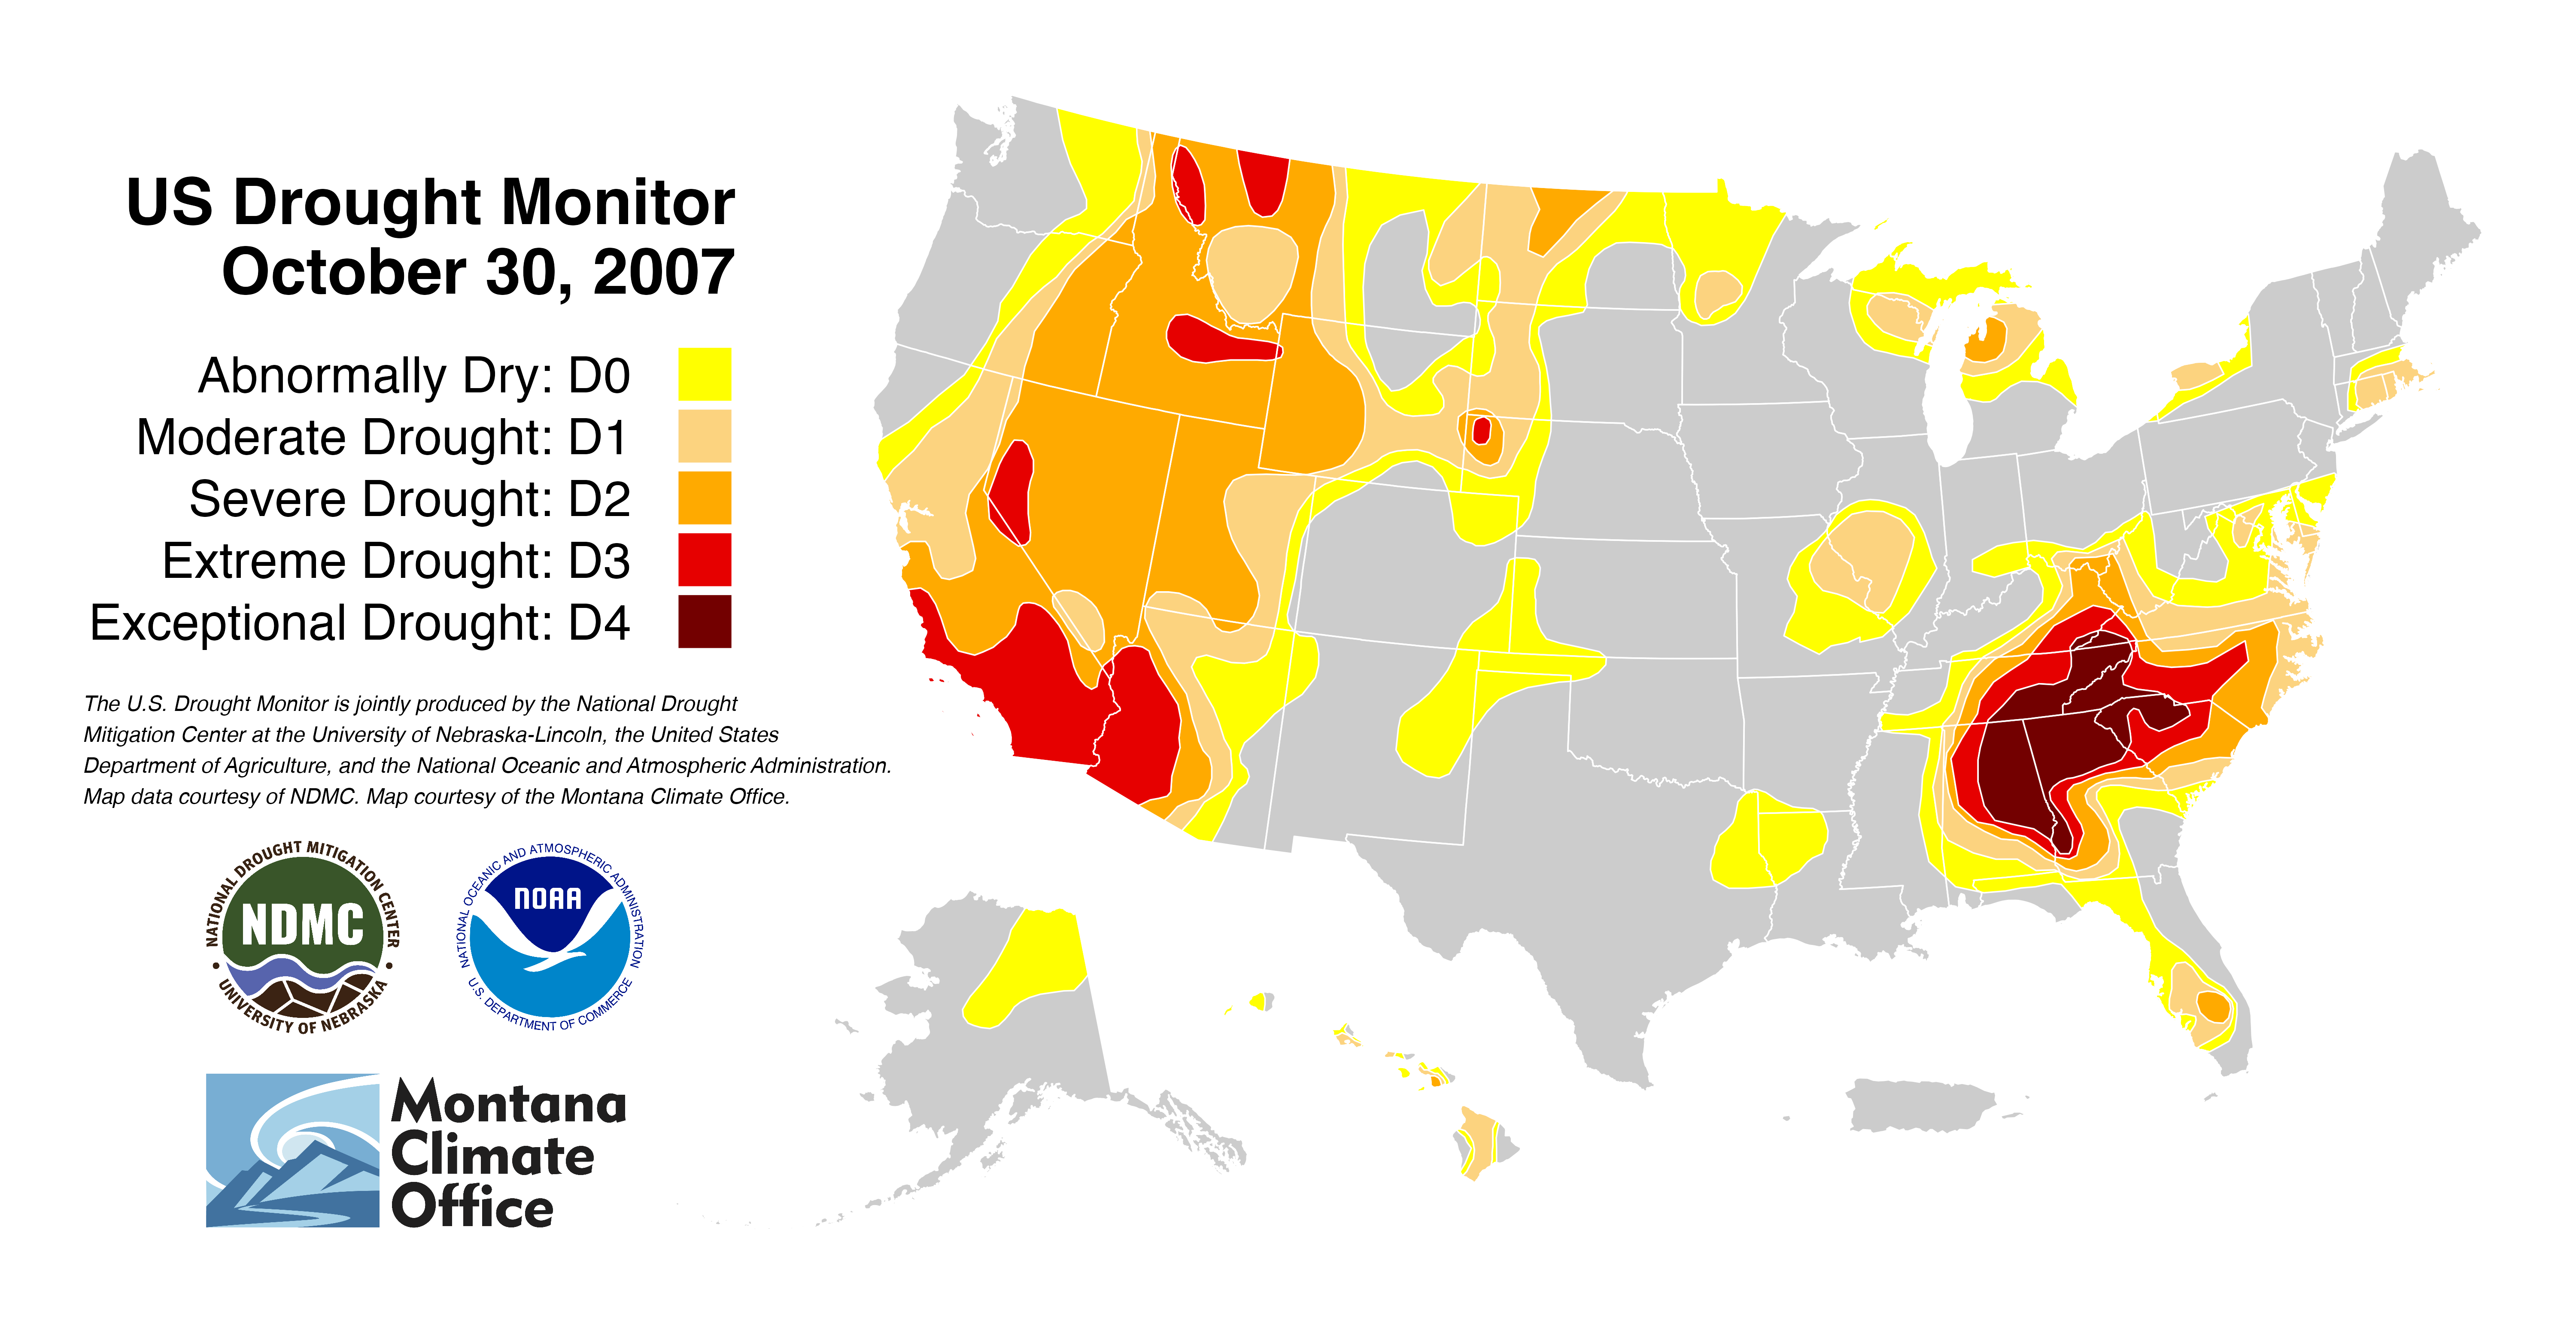 US Drought Monitor
October 30, 2007
Abnormally Dry: D0
Moderate Drought: D1
Severe Drought: D2
Extreme Drought: D3
Exceptional Drought: D4
The U.S. Drought Monitor is jointly produced by the National Drought
Mitigation Center at the University of Nebraska-Lincoln, the United States
Department of Agriculture, and the National Oceanic and Atmospheric Administration.
Map data courtesy of NDMC. Map courtesy of the Montana Climate Office.
NATIONAL DROUGHT MITIGATION CENTER
NDMC
• UNIVERSITY OF NEBRASKA •
NATIONAL OCEANIC AND ATMOSPHERIC ADMINISTRATION
NOAA
U.S. DEPARTMENT OF COMMERCE
Montana
Climate
Office